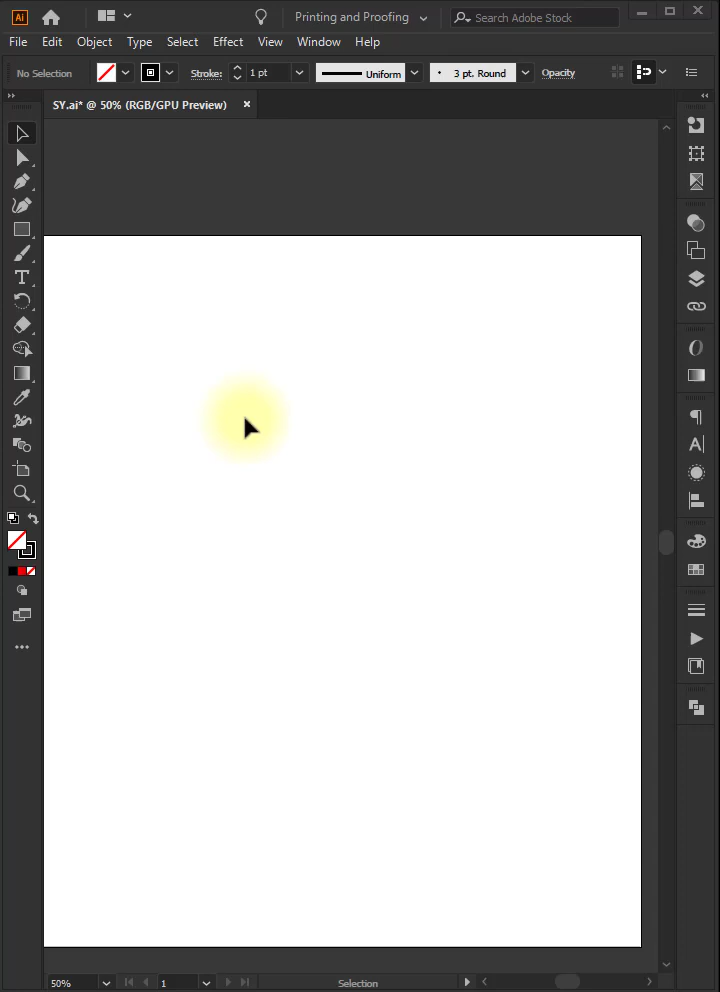 Ai
Printing and Proofing
Search Adobe Stock
File Edit Object Type Select Effect View Window Help
No Selection Stroke: 1 pt Uniform 3 pt. Round Opacity
SY.ai* @ 50% (RGB/GPU Preview) ×
50% 1 Selection